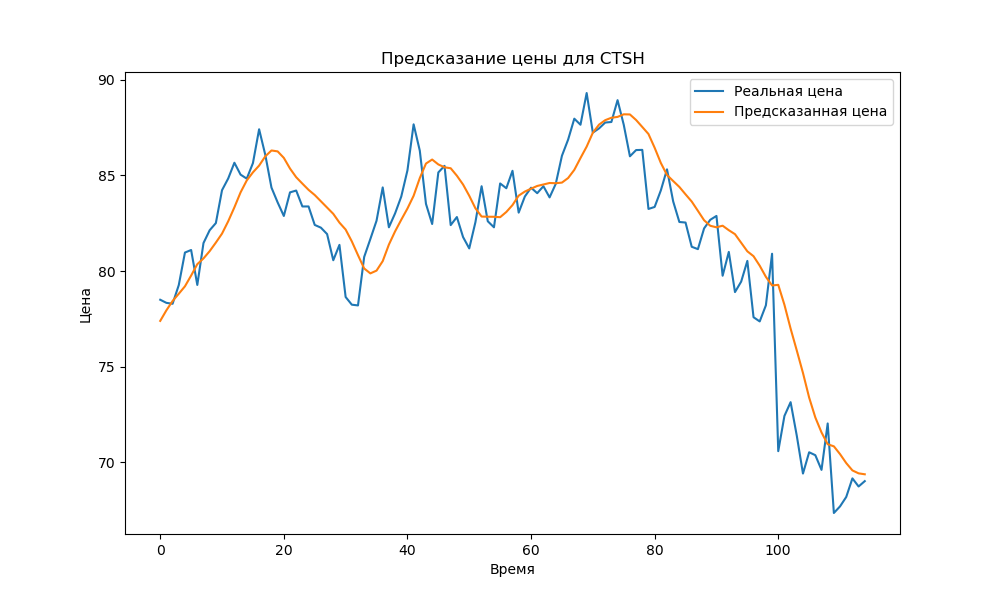 Предсказание цены для CTSH
Реальная цена
Предсказанная цена
Цена
90
85
80
75
70
0 20 40 60 80 100
Время